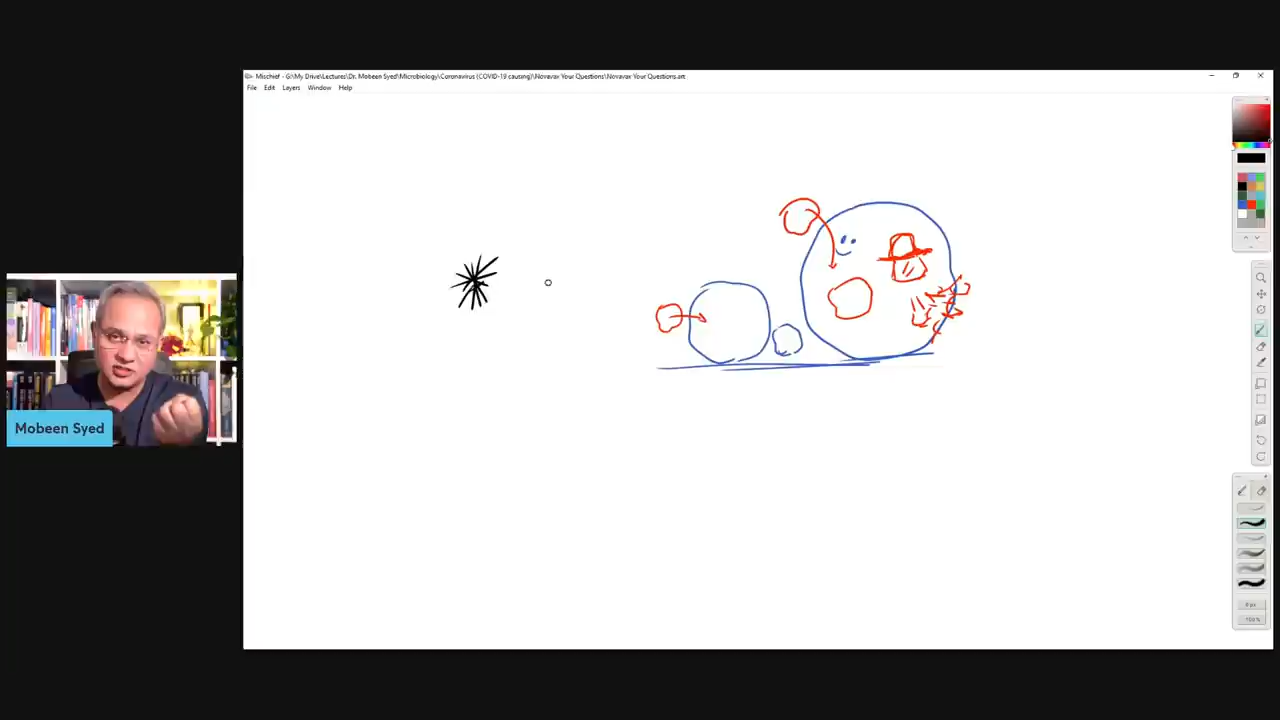 Mischief - G:\My Drive\Lectures\Dr. Mobeen Syed\Microbiology\Coronavirus (COVID-19 causing)\Novavax Your Questions\Novavax Your Questions.art
File Edit Layers Window Help
Mobeen Syed